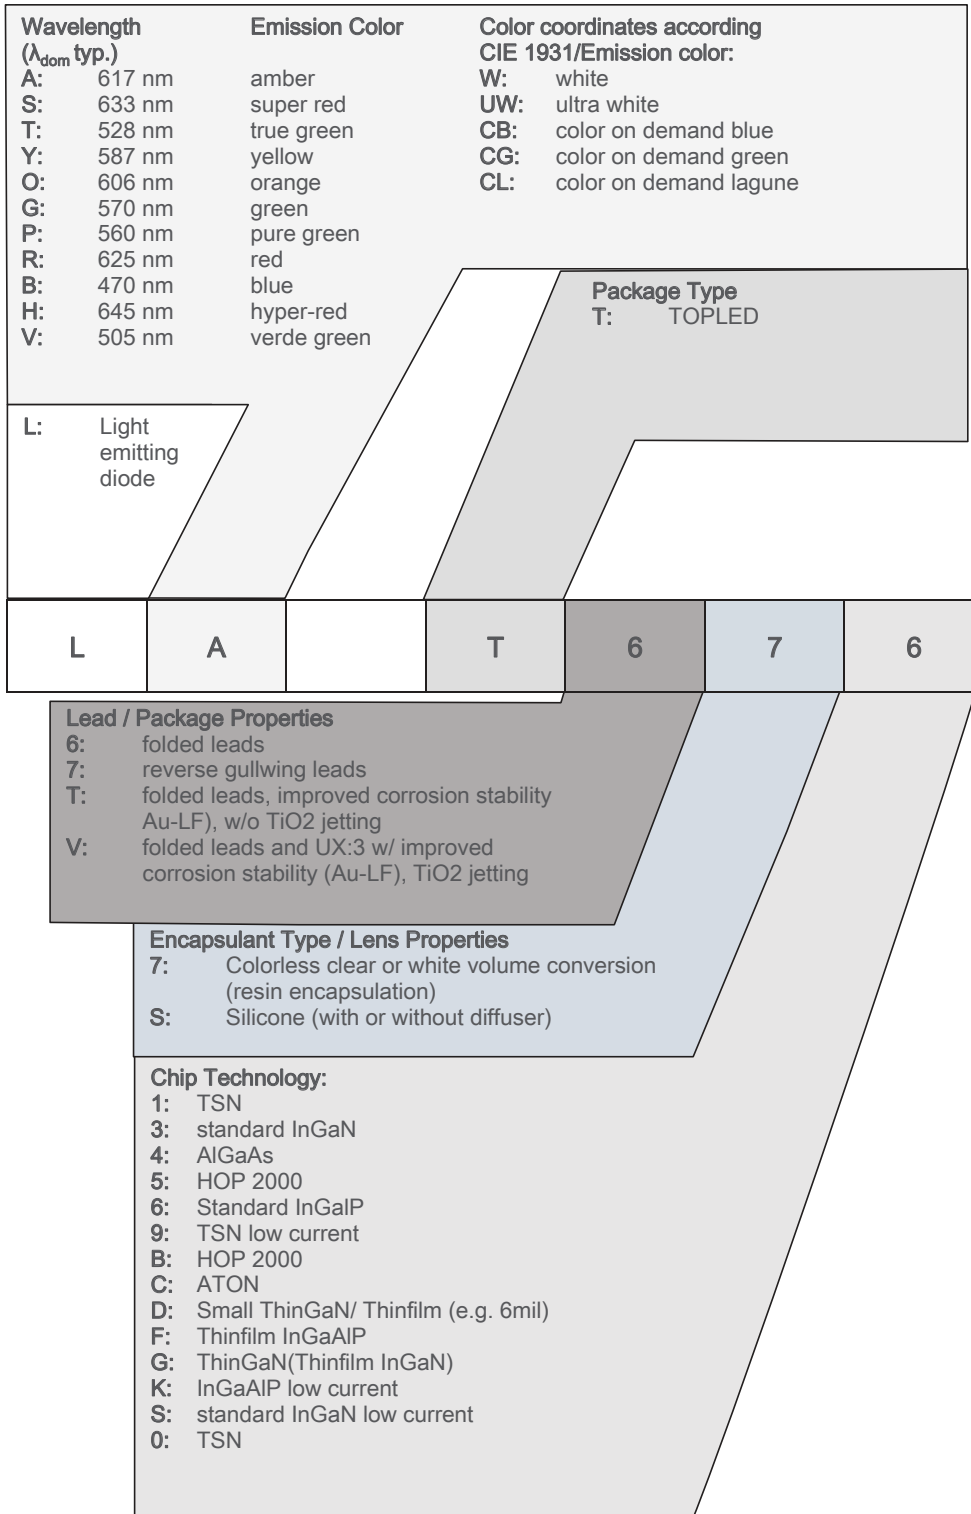 Wavelength Emission Color Color coordinates according
(λdom typ.) CIE 1931/Emission color:
A: 617 nm amber W: white
S: 633 nm super red UW: ultra white
T: 528 nm true green CB: color on demand blue
Y: 587 nm yellow CG: color on demand green
O: 606 nm orange CL: color on demand lagune
G: 570 nm green
P: 560 nm pure green
R: 625 nm red
B: 470 nm blue
H: 645 nm hyper-red
V: 505 nm verde green
Package Type
T: TOPLED
L: Light
emitting
diode
L A T 6 7 6
Lead / Package Properties
6: folded leads
7: reverse gullwing leads
T: folded leads, improved corrosion stability
Au-LF), w/o TiO2 jetting
V: folded leads and UX:3 w/ improved
corrosion stability (Au-LF), TiO2 jetting
Encapsulant Type / Lens Properties
7: Colorless clear or white volume conversion
(resin encapsulation)
S: Silicone (with or without diffuser)
Chip Technology:
1: TSN
3: standard InGaN
4: AlGaAs
5: HOP 2000
6: Standard InGalP
9: TSN low current
B: HOP 2000
C: ATON
D: Small ThinGaN/ Thinfilm (e.g. 6mil)
F: Thinfilm InGaAlP
G: ThinGaN(Thinfilm InGaN)
K: InGaAlP low current
S: standard InGaN low current
0: TSN